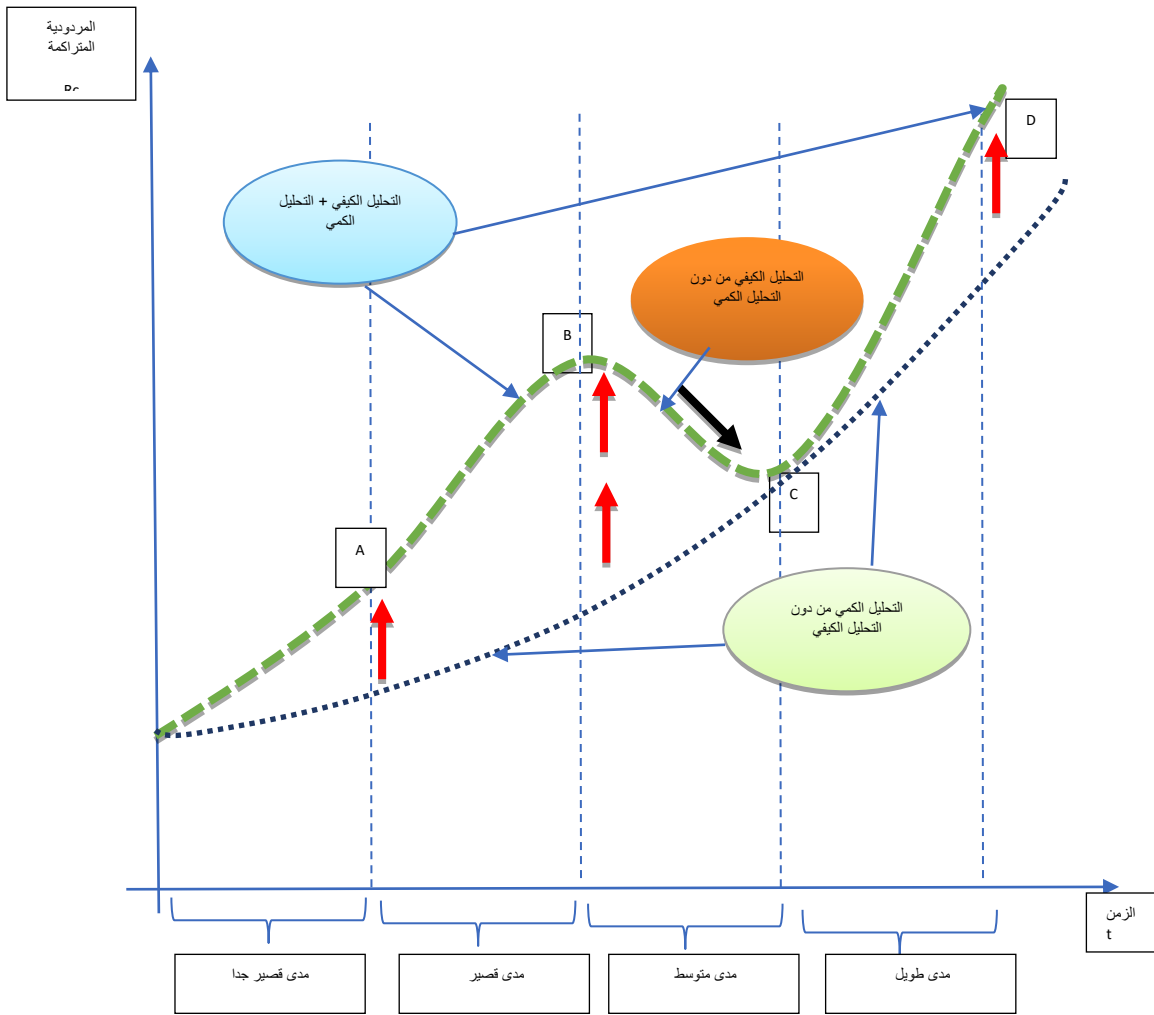 المردودية
المتراكمة
Rc
D
التحليل الكيفي + التحليل
الكمي
التحليل الكيفي من دون
التحليل الكمي
B
C
A
التحليل الكمي من دون
التحليل الكيفي
الزمن
t
مدى قصير جدا
مدى قصير
مدى متوسط
مدى طويل